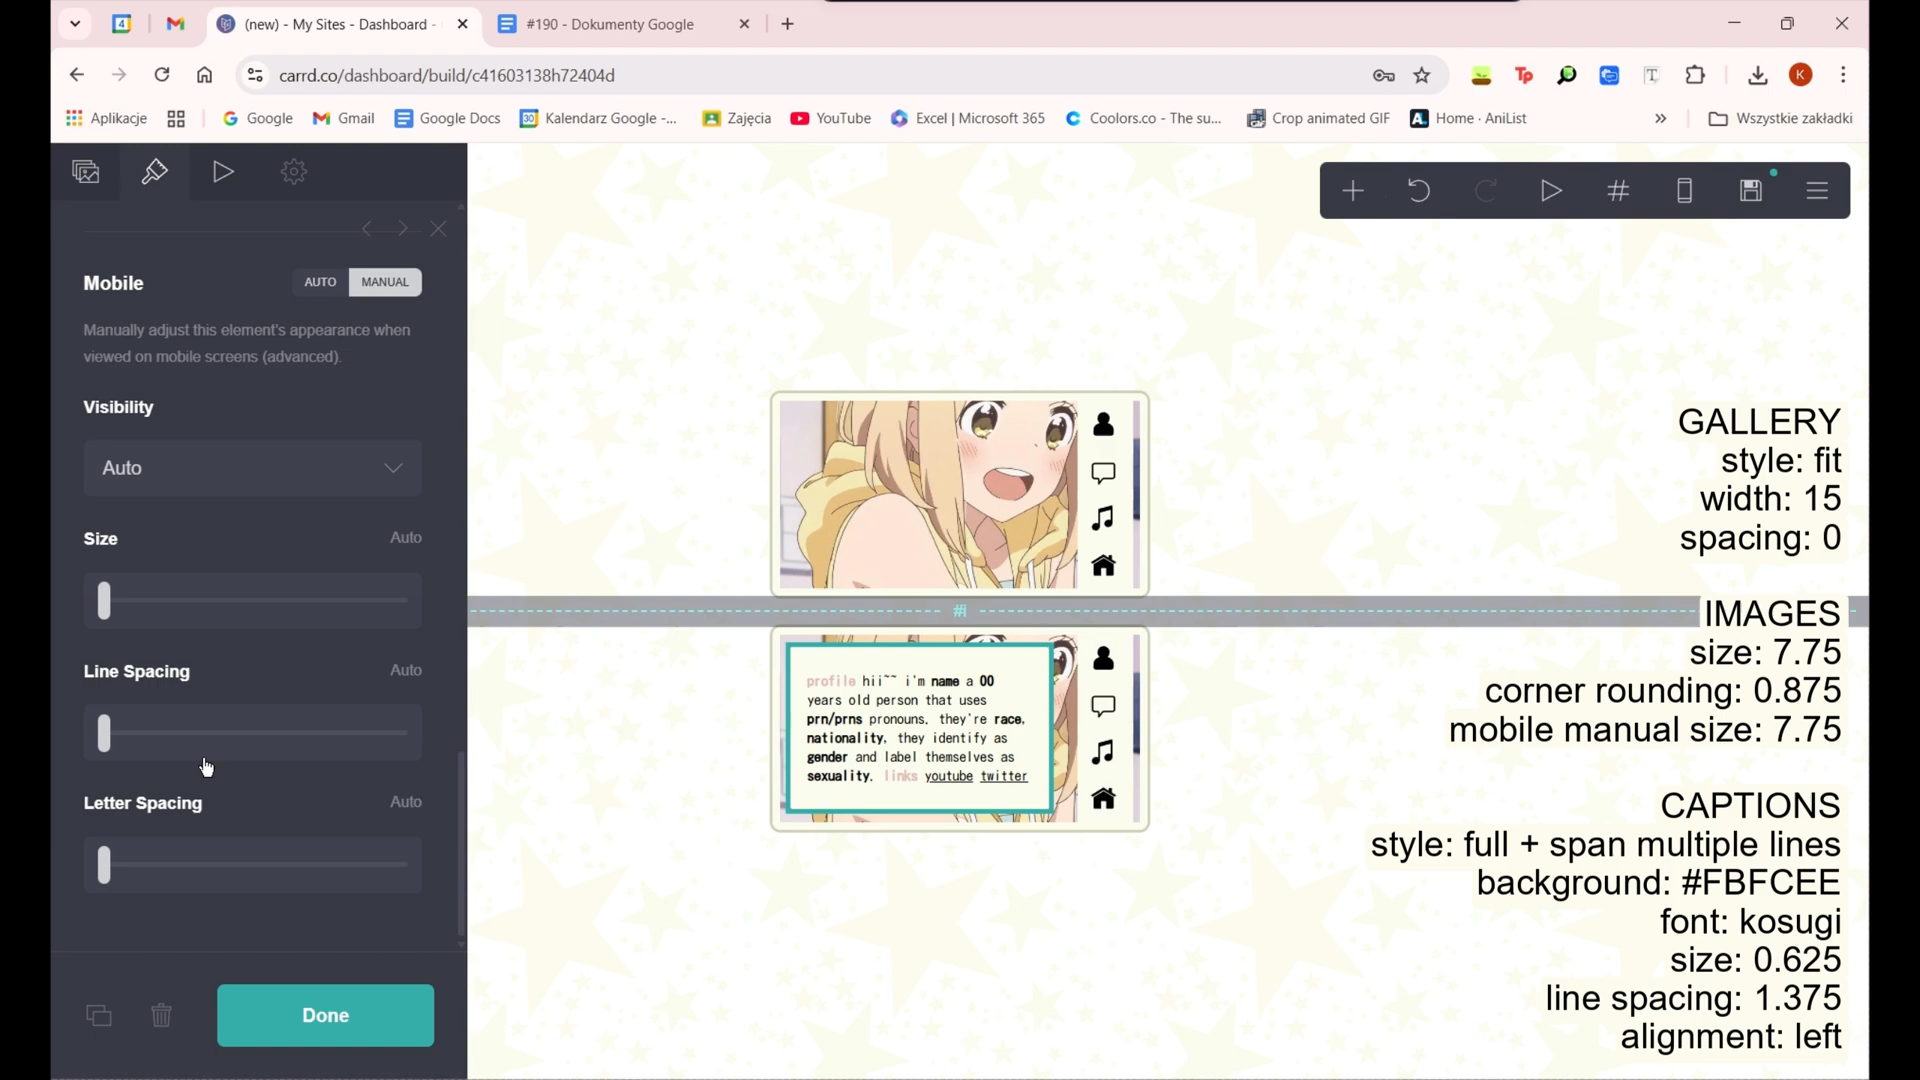 (new) - My Sites - Dashboard -
#190 - Dokumenty Google
carrd.co/dashboard/build/c41603138h72404d
K
Aplikacje
Google
Gmail
Google Docs
Kalendarz Google -...
Zajęcia
YouTube
Excel | Microsoft 365
Coolors.co - The su...
Crop animated GIF
Home · AniList
Wszystkie zakładki
Mobile
AUTO
MANUAL
Manually adjust this element's appearance when
viewed on mobile screens (advanced).
Visibility
Auto
Size
Auto
Line Spacing
Auto
Letter Spacing
Auto
Done
#
profile hii~~ i'm name a 00
years old person that uses
prn/prns pronouns. they're race,
nationality, they identify as
gender and label themselves as
sexuality. links youtube twitter
GALLERY
style: fit
width: 15
spacing: 0
IMAGES
size: 7.75
corner rounding: 0.875
mobile manual size: 7.75
CAPTIONS
style: full + span multiple lines
background: #FBFCEE
font: kosugi
size: 0.625
line spacing: 1.375
alignment: left